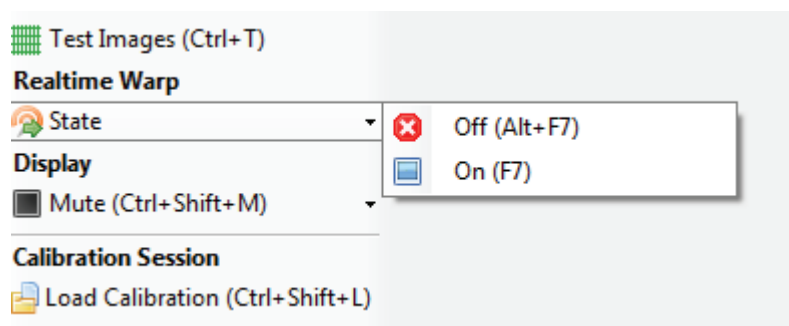 Test Images (Ctrl+T)
Realtime Warp
State
Off (Alt+F7)
On (F7)
Display
Mute (Ctrl+Shift+M)
Calibration Session
Load Calibration (Ctrl+Shift+L)